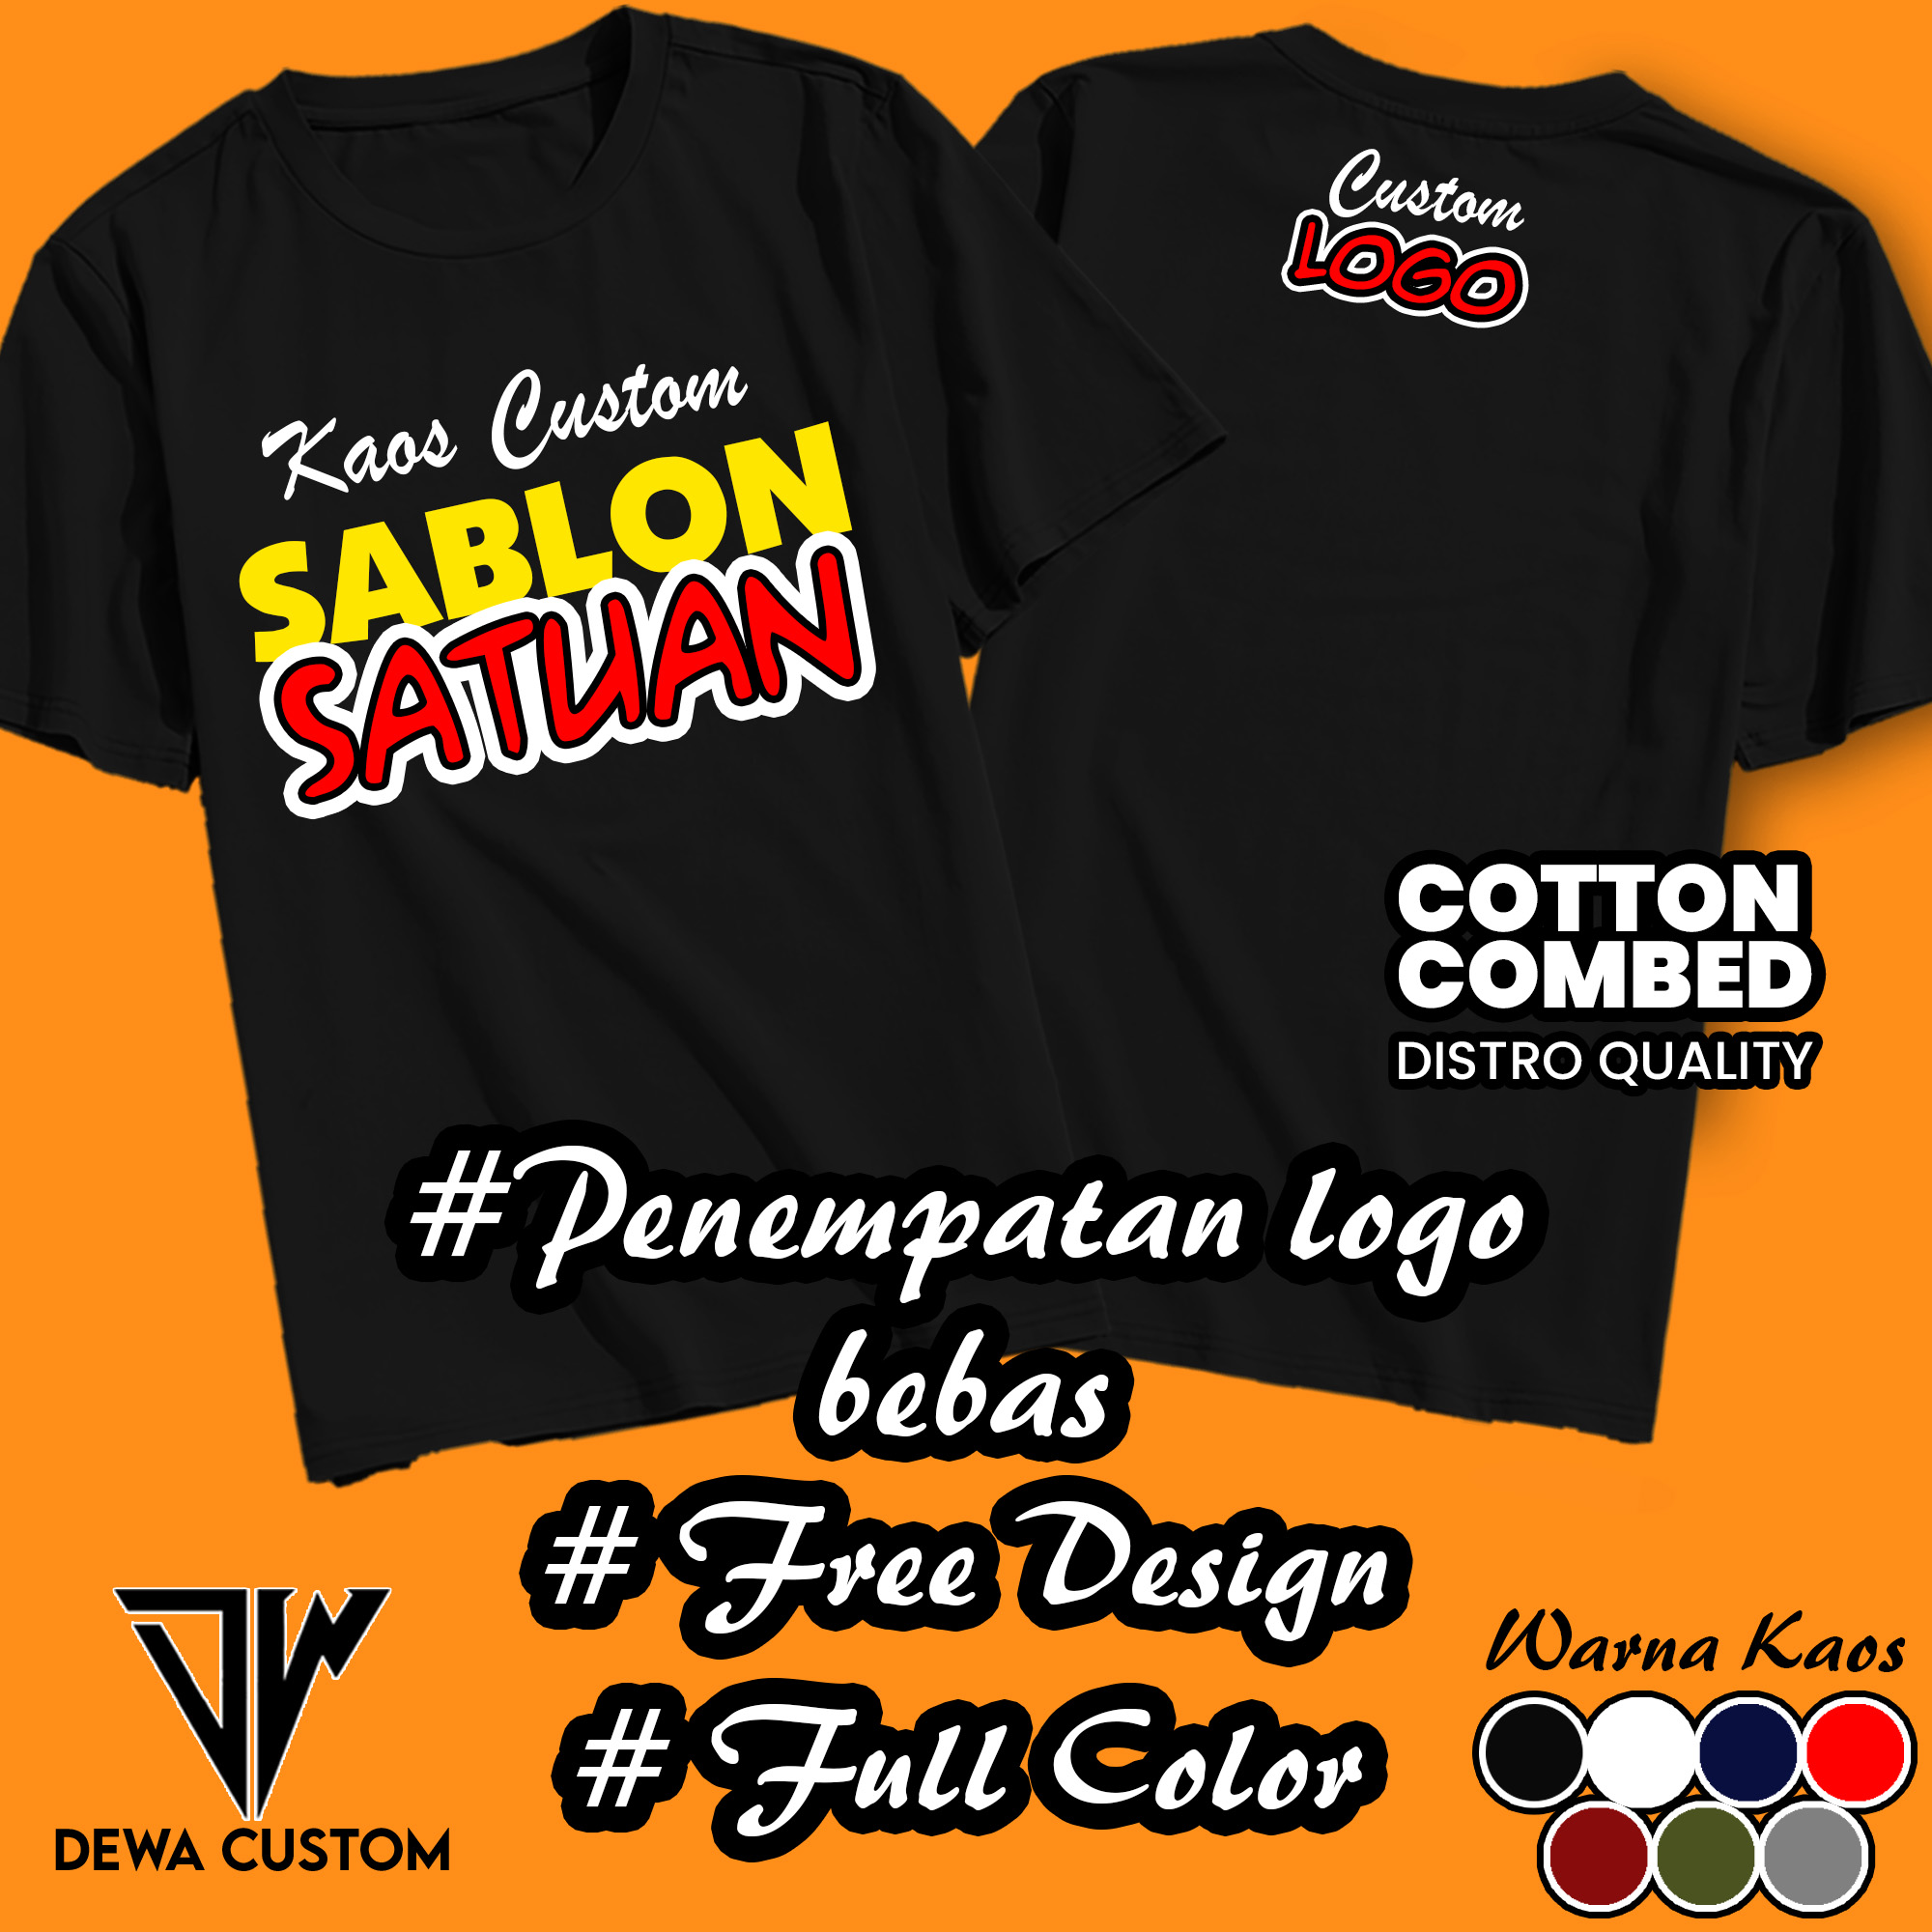 Kaos Custom
SABLON
SATUAN
Custom
LOGO
COTTON
COMBED
DISTRO QUALITY
#Penempatan logo
bebas
# Free Design
# Full Color
DEWA CUSTOM
Warna Kaos